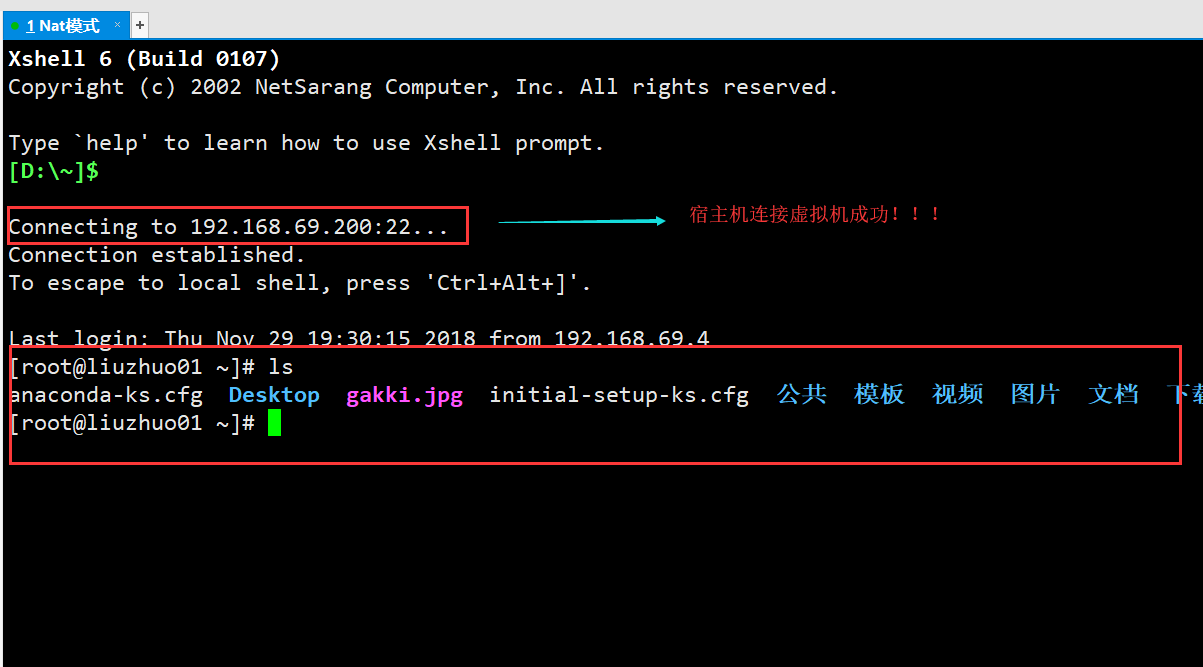 1 Nat模式 × +
Xshell 6 (Build 0107)
Copyright (c) 2002 NetSarang Computer, Inc. All rights reserved.
Type `help' to learn how to use Xshell prompt.
[D:\~]$
Connecting to 192.168.69.200:22...
宿主机连接虚拟机成功！！！
Connection established.
To escape to local shell, press 'Ctrl+Alt+]'.
Last login: Thu Nov 29 19:30:15 2018 from 192.168.69.4
[root@liuzhuo01 ~]# ls
anaconda-ks.cfg Desktop gakki.jpg initial-setup-ks.cfg 公共 模板 视频 图片 文档 下载
[root@liuzhuo01 ~]#